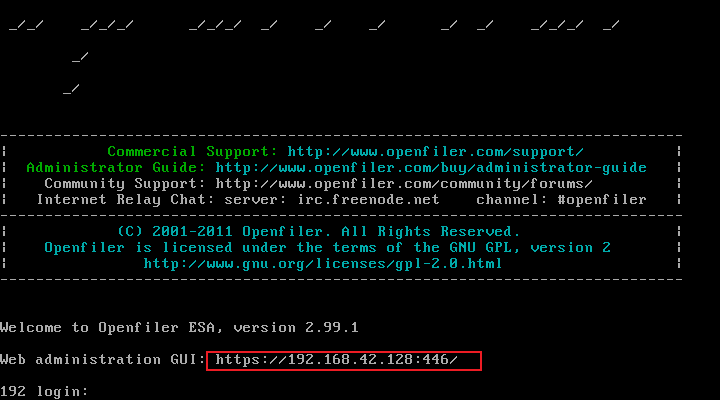 Commercial Support: http://www.openfiler.com/support/
Administrator Guide: http://www.openfiler.com/buy/administrator-guide
Community Support: http://www.openfiler.com/community/forums/
Internet Relay Chat: server: irc.freenode.net channel: #openfiler
(C) 2001-2011 Openfiler. All Rights Reserved.
Openfiler is licensed under the terms of the GNU GPL, version 2
http://www.gnu.org/licenses/gpl-2.0.html
Welcome to Openfiler ESA, version 2.99.1
Web administration GUI: https://192.168.42.128:446/
192 login: